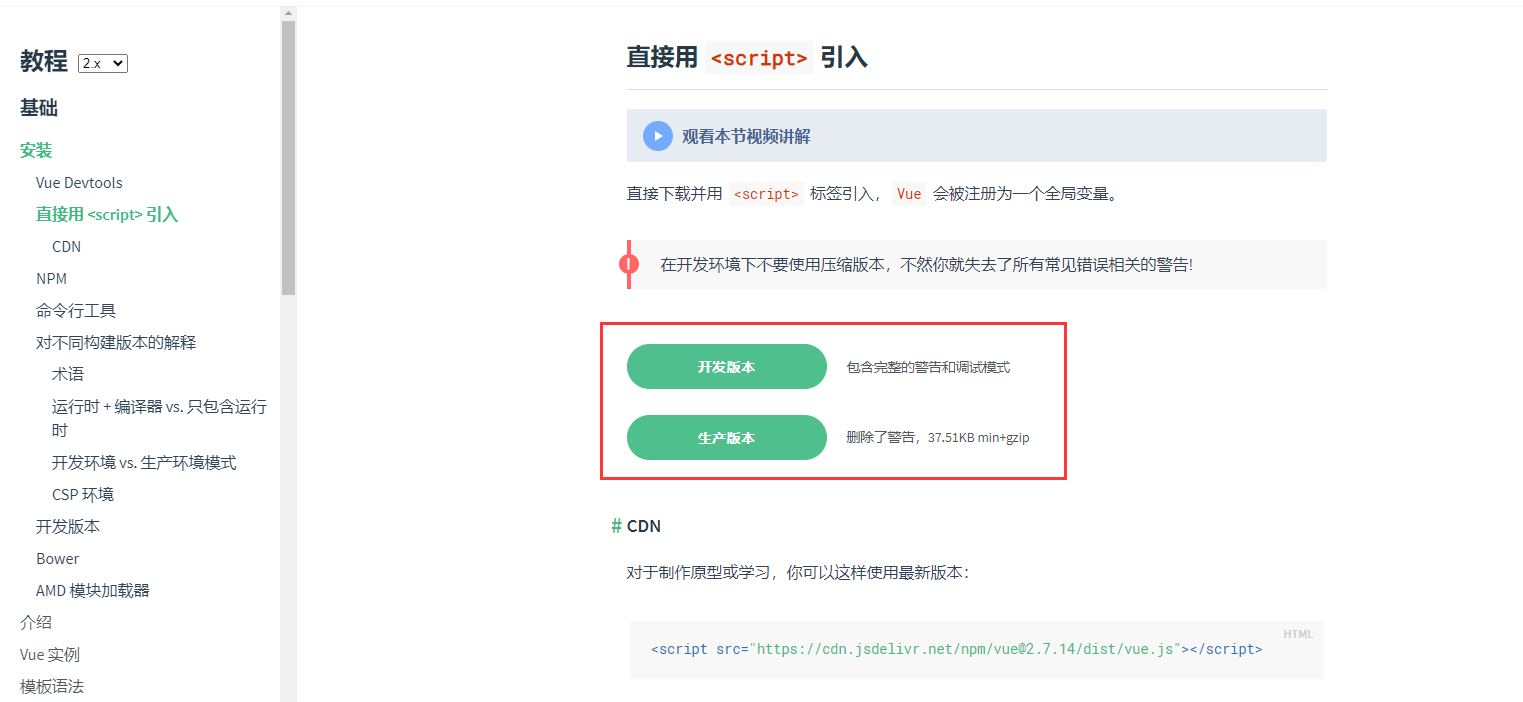 教程 2.x
基础
安装
Vue Devtools
直接用 <script> 引入
CDN
NPM
命令行工具
对不同构建版本的解释
术语
运行时 + 编译器 vs. 只包含运行
时
开发环境 vs. 生产环境模式
CSP 环境
开发版本
Bower
AMD 模块加载器
介绍
Vue 实例
模板语法
直接用 <script> 引入
观看本节视频讲解
直接下载并用 <script> 标签引入，Vue 会被注册为一个全局变量。
! 在开发环境下不要使用压缩版本，不然你就失去了所有常见错误相关的警告!
开发版本 包含完整的警告和调试模式
生产版本 删除了警告，37.51KB min+gzip
# CDN
对于制作原型或学习，你可以这样使用最新版本：
HTML
<script src="https://cdn.jsdelivr.net/npm/vue@2.7.14/dist/vue.js"></script>